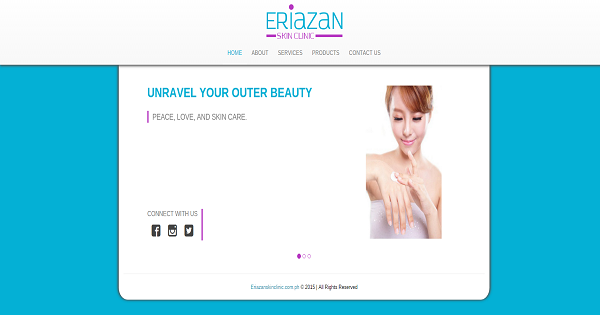 ERIAZAN
SKIN CLINIC
HOME ABOUT SERVICES PRODUCTS CONTACT US
UNRAVEL YOUR OUTER BEAUTY
PEACE, LOVE, AND SKIN CARE.
CONNECT WITH US
Eriazanskinclinic.com.ph © 2015 | All Rights Reserved